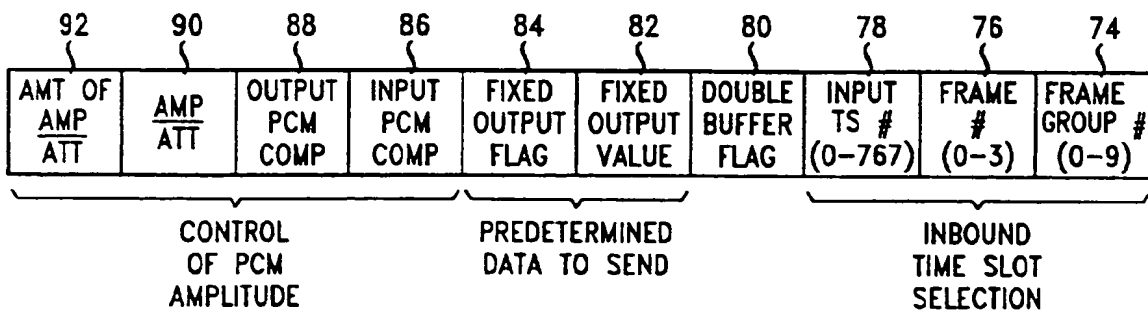 92 90 88 86 84 82 80 78 76 74
AMT OF AMP/ATT
AMP/ATT
OUTPUT PCM COMP
INPUT PCM COMP
FIXED OUTPUT FLAG
FIXED OUTPUT VALUE
DOUBLE BUFFER FLAG
INPUT TS # (0-767)
FRAME # (0-3)
FRAME GROUP # (0-9)
CONTROL
OF PCM
AMPLITUDE
PREDETERMINED
DATA TO SEND
INBOUND
TIME SLOT
SELECTION